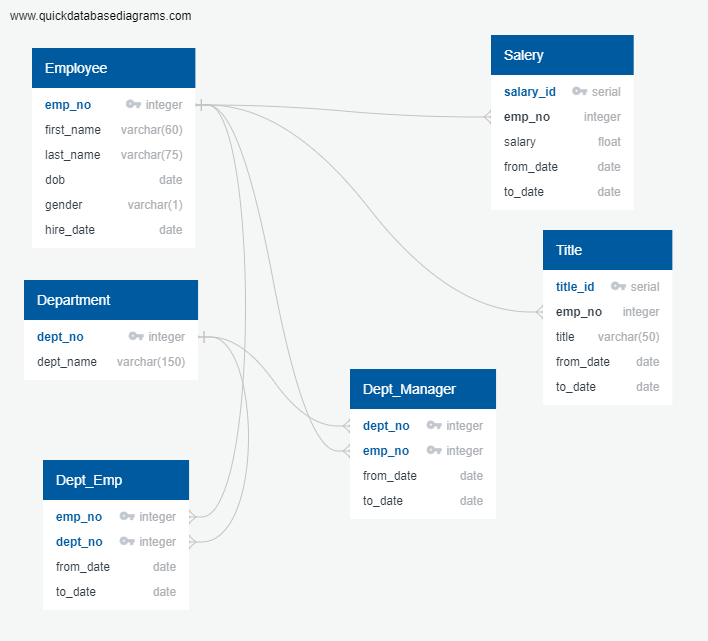 www.quickdatabasediagrams.com
Employee
emp_no integer
first_name varchar(60)
last_name varchar(75)
dob date
gender varchar(1)
hire_date date
Salery
salary_id serial
emp_no integer
salary float
from_date date
to_date date
Title
title_id serial
emp_no integer
title varchar(50)
from_date date
to_date date
Department
dept_no integer
dept_name varchar(150)
Dept_Manager
dept_no integer
emp_no integer
from_date date
to_date date
Dept_Emp
emp_no integer
dept_no integer
from_date date
to_date date